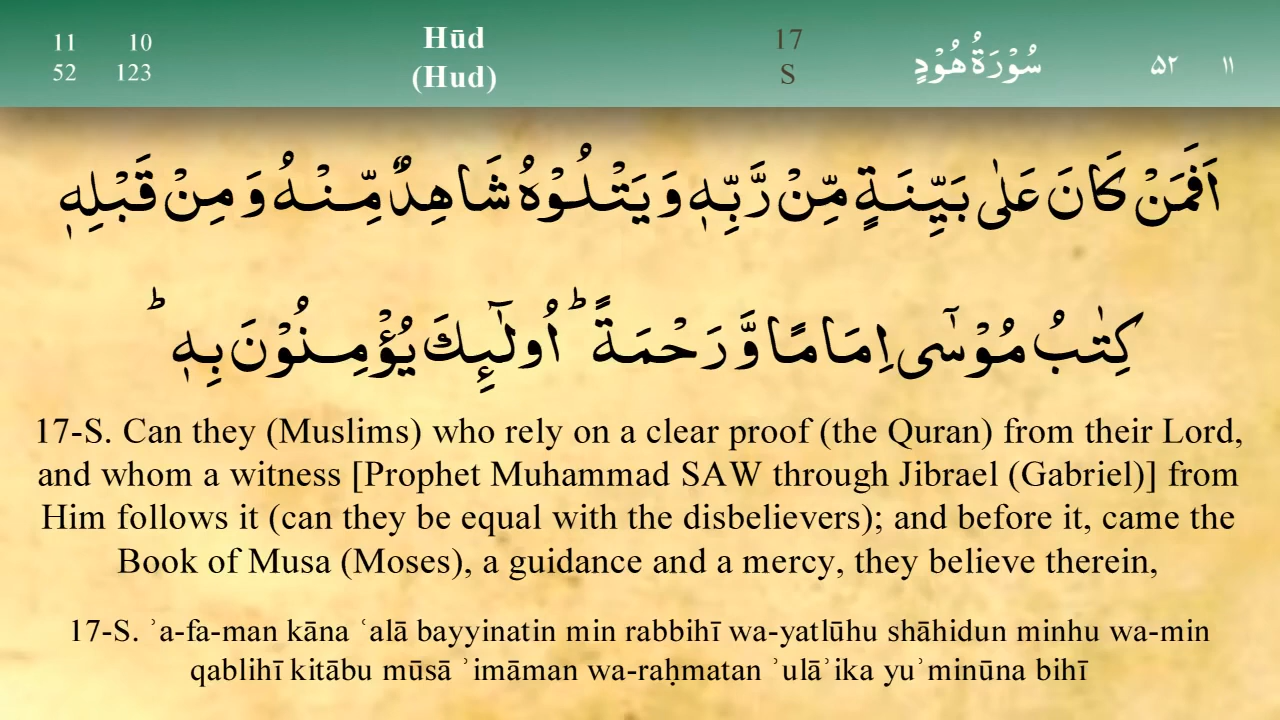 11 10
52 123
Hūd
(Hud)
17
S
سُوْرَةُ هُوْدٍ
۵۲ ۱۱
اَفَمَنْ كَانَ عَلٰى بَيِّنَةٍ مِّنْ رَّبِّهٖ وَ يَتْلُوْهُ شَاهِدٌ مِّنْهُ وَ مِنْ قَبْلِهٖ
كِتٰبُ مُوْسٰۤى اِمَامًا وَّ رَحْمَةً ؕ اُولٰٓىِٕكَ يُؤْمِنُوْنَ بِهٖ ؕ
17-S. Can they (Muslims) who rely on a clear proof (the Quran) from their Lord,
and whom a witness [Prophet Muhammad SAW through Jibrael (Gabriel)] from
Him follows it (can they be equal with the disbelievers); and before it, came the
Book of Musa (Moses), a guidance and a mercy, they believe therein,
17-S. ʾa-fa-man kāna ʿalā bayyinatin min rabbihī wa-yatlūhu shāhidun minhu wa-min
qablihī kitābu mūsā ʾimāman wa-raḥmatan ʾulāʾika yuʾminūna bihī